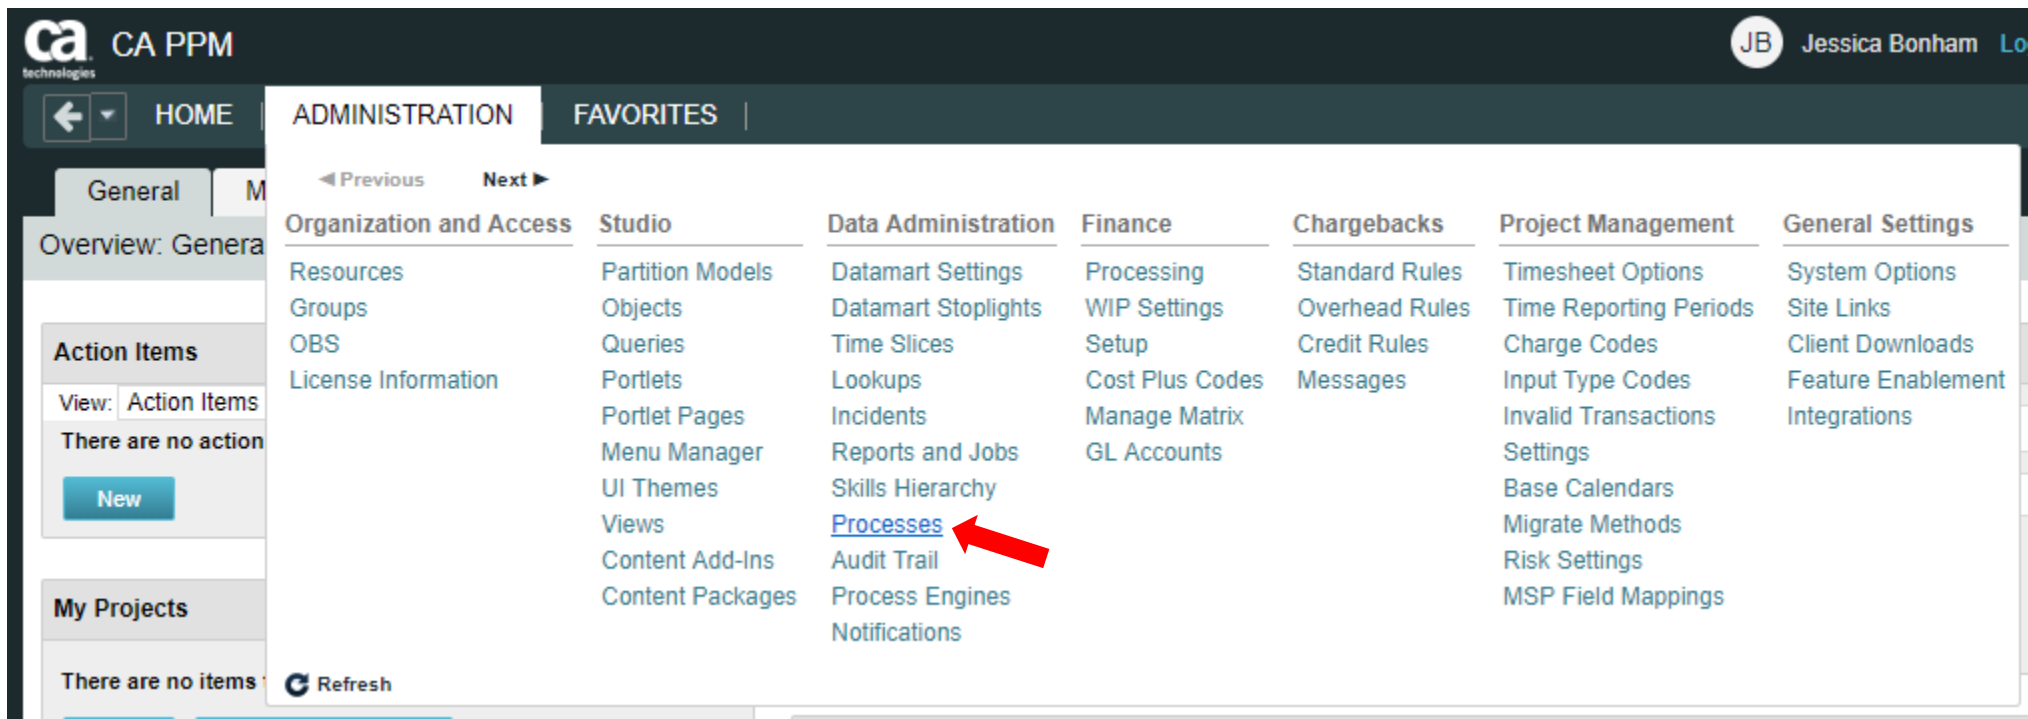 ca
technologies
CA PPM
JB Jessica Bonham Lo
HOME ADMINISTRATION FAVORITES
General M
Overview: Genera
Action Items
View: Action Items
There are no action
New
My Projects
There are no items
Previous Next
Organization and Access
Resources
Groups
OBS
License Information
Studio
Partition Models
Objects
Queries
Portlets
Portlet Pages
Menu Manager
UI Themes
Views
Content Add-Ins
Content Packages
Data Administration
Datamart Settings
Datamart Stoplights
Time Slices
Lookups
Incidents
Reports and Jobs
Skills Hierarchy
Processes
Audit Trail
Process Engines
Notifications
Finance
Processing
WIP Settings
Setup
Cost Plus Codes
Manage Matrix
GL Accounts
Chargebacks
Standard Rules
Overhead Rules
Credit Rules
Messages
Project Management
Timesheet Options
Time Reporting Periods
Charge Codes
Input Type Codes
Invalid Transactions
Settings
Base Calendars
Migrate Methods
Risk Settings
MSP Field Mappings
General Settings
System Options
Site Links
Client Downloads
Feature Enablement
Integrations
Refresh